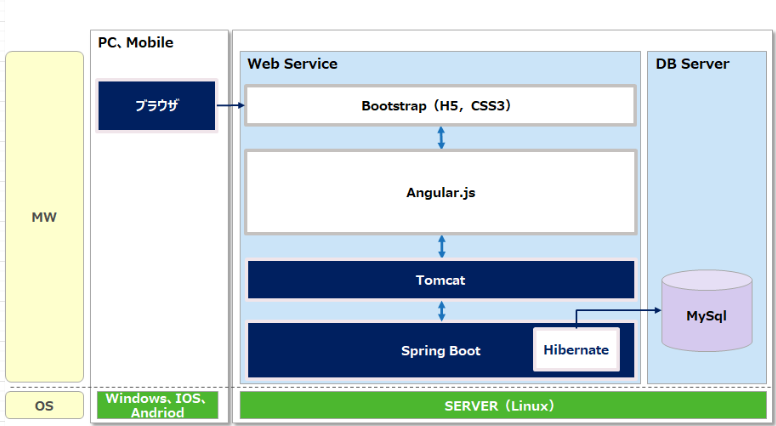 PC、Mobile
Web Service
DB Server
ブラウザ
Bootstrap（H5，CSS3）
Angular.js
MW
Tomcat
MySql
Spring Boot
Hibernate
OS
Windows、IOS、
Andriod
SERVER（Linux）